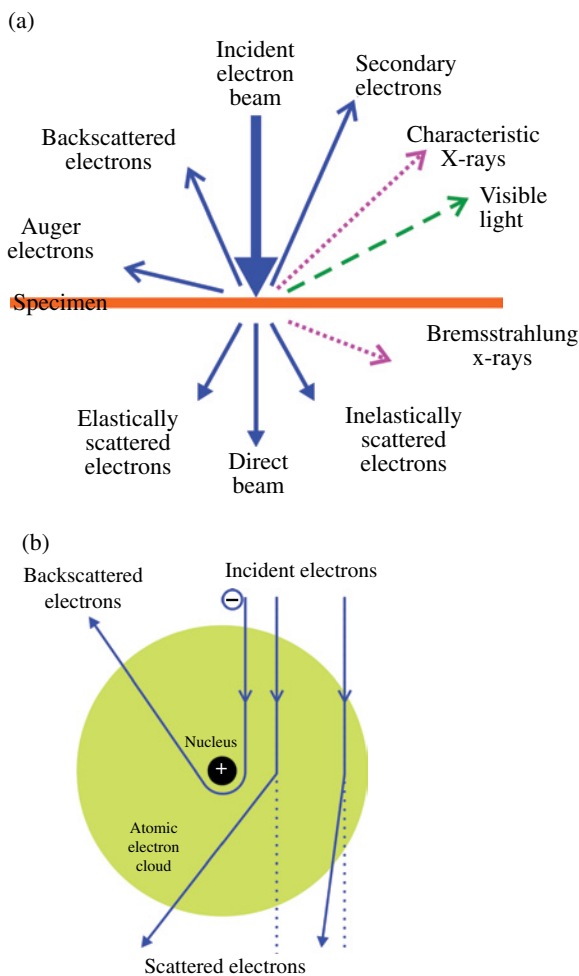 (a)
Incident
electron
beam
Secondary
electrons
Backscattered
electrons
Characteristic
X-rays
Visible
light
Auger
electrons
Specimen
Bremsstrahlung
x-rays
Elastically
scattered
electrons
Direct
beam
Inelastically
scattered
electrons
(b)
Backscattered
electrons
Incident electrons
−
Nucleus
+
Atomic
electron
cloud
Scattered electrons